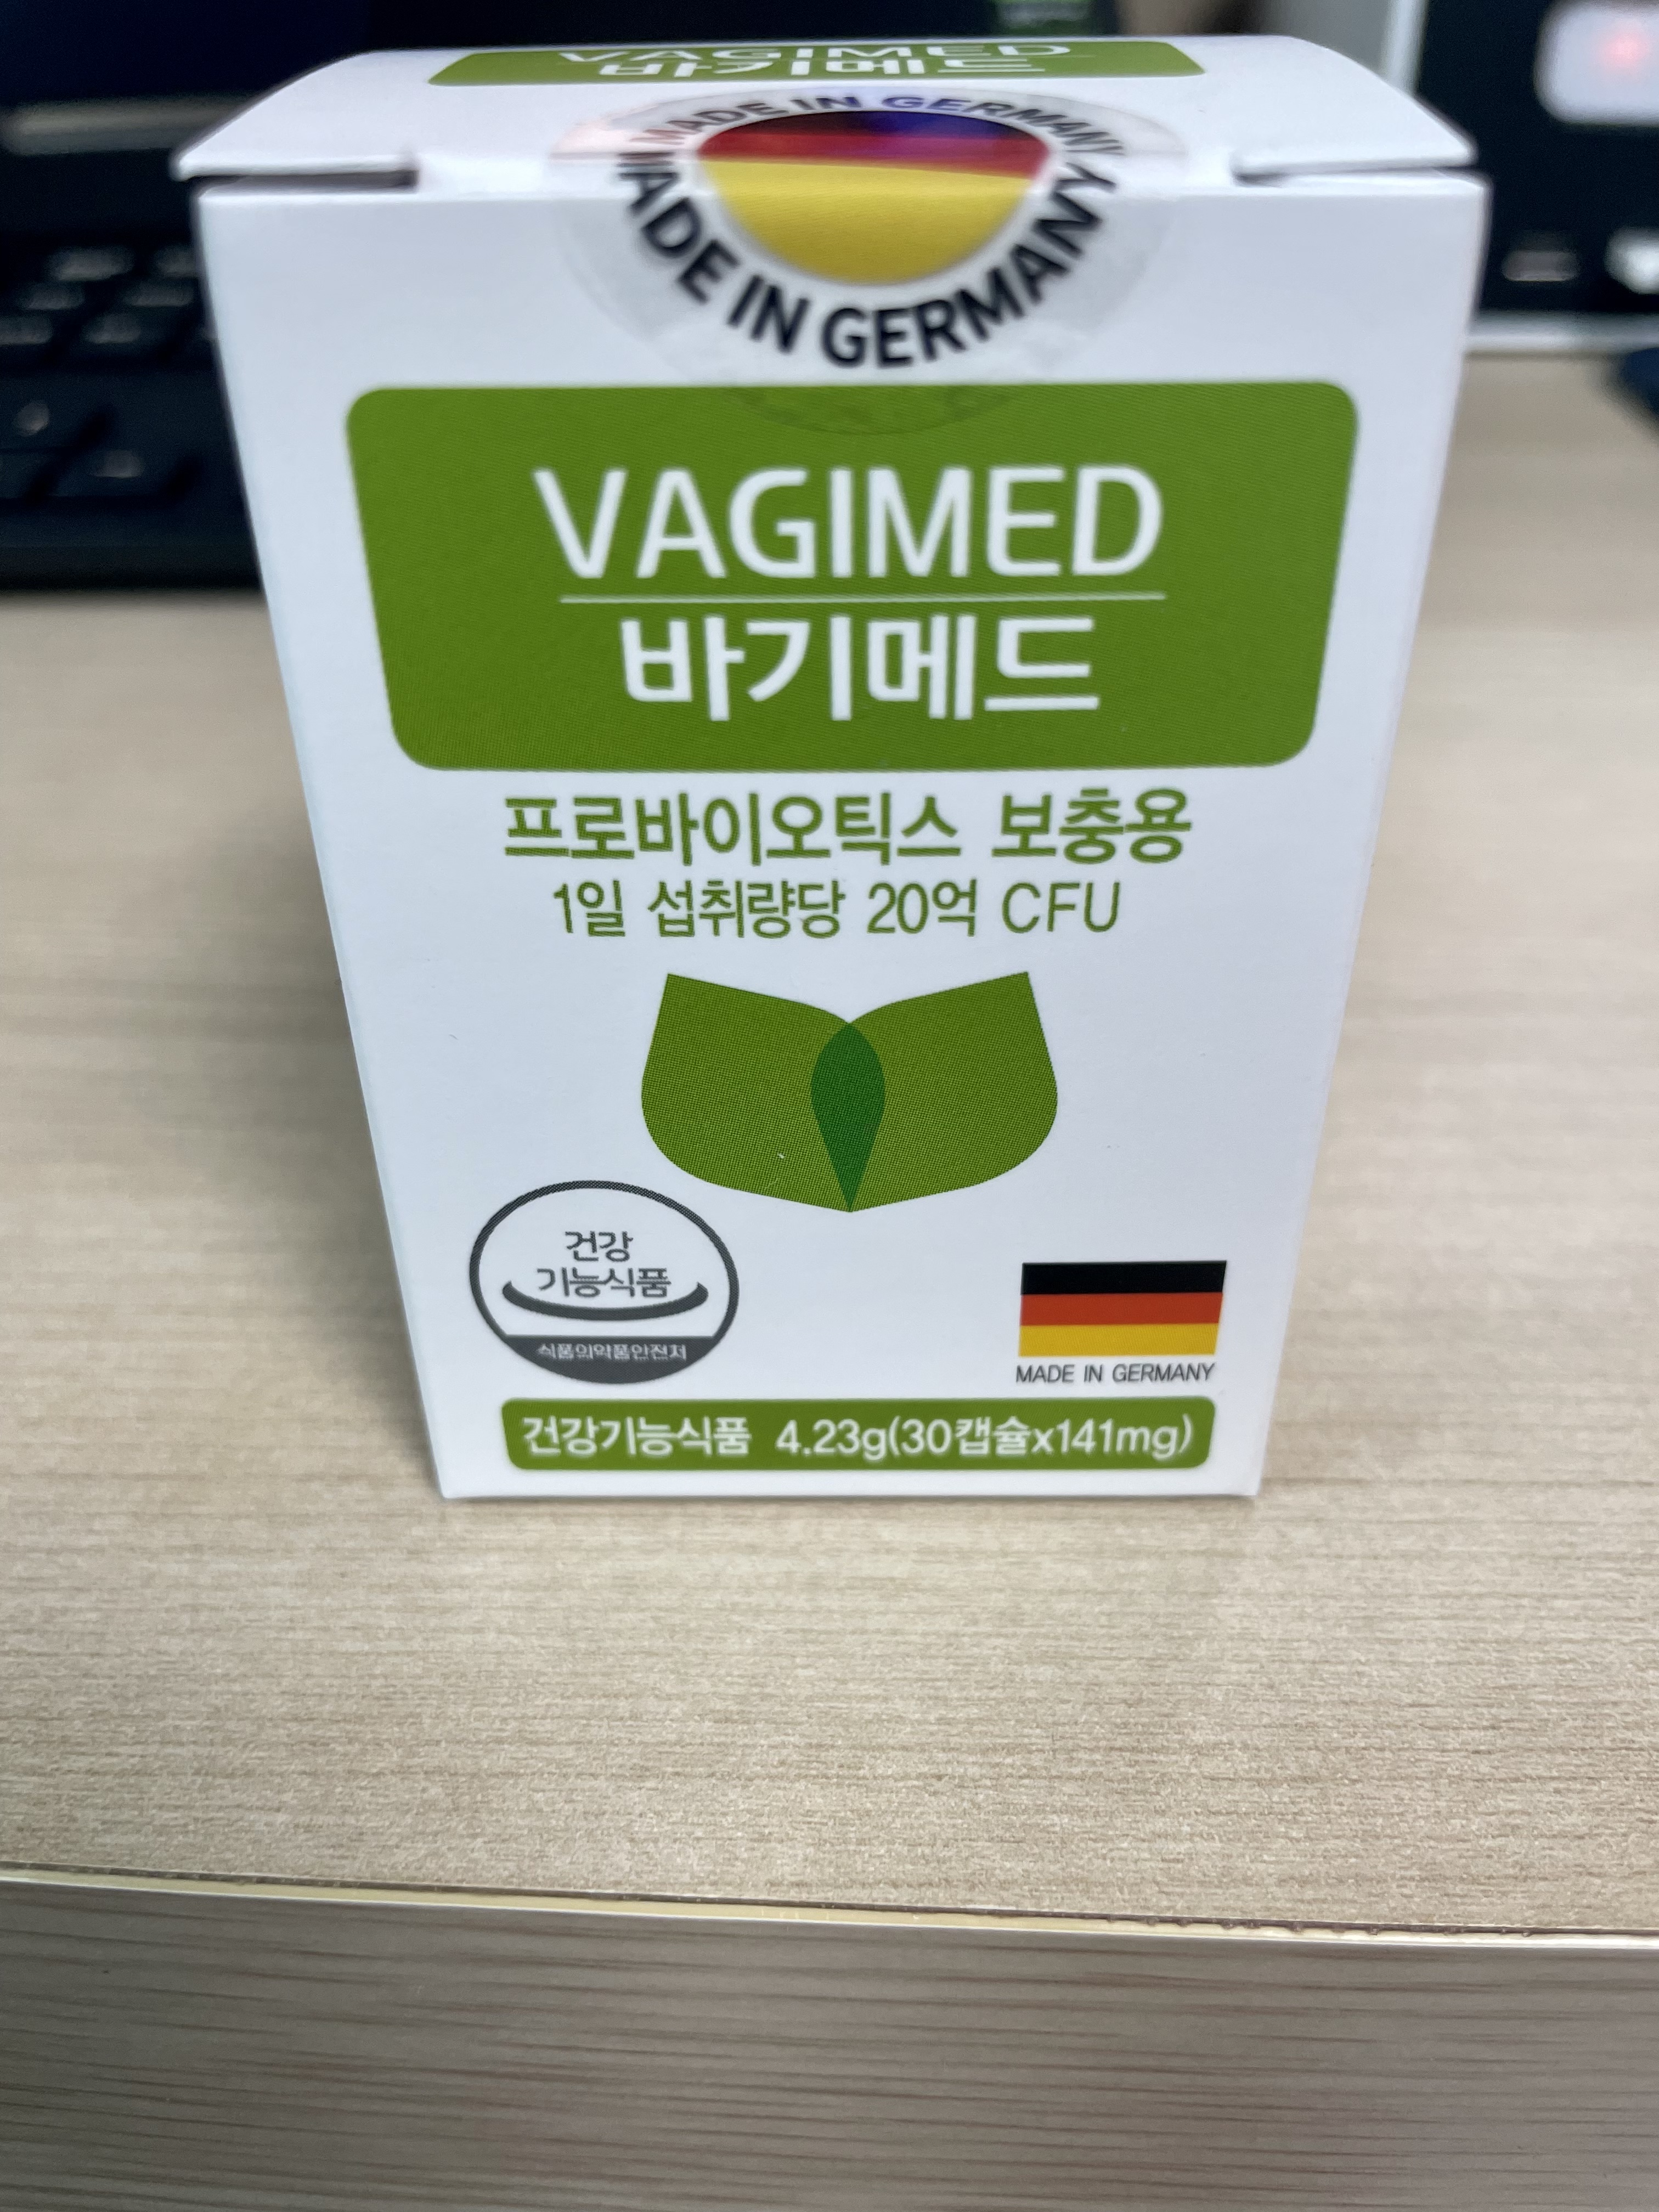 VAGIMED
바기메드
MADE IN GERMANY
MADE IN GERMANY
VAGIMED
바기메드
프로바이오틱스 보충용
1일 섭취량당 20억 CFU
건강
기능식품
식품의약품안전처
MADE IN GERMANY
건강기능식품 4.23g(30캡슐x141mg)